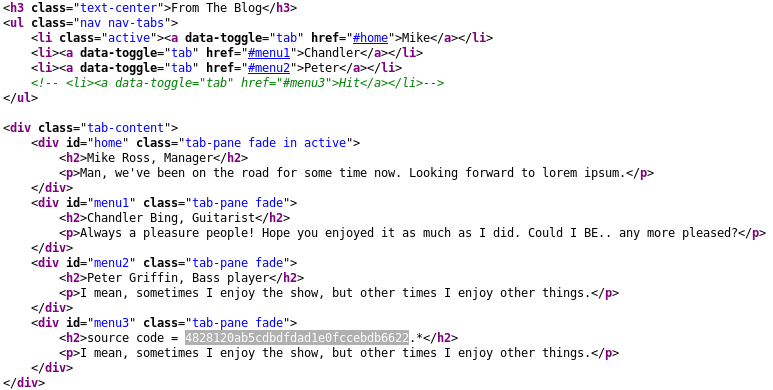 <h3 class="text-center">From The Blog</h3>
<ul class="nav nav-tabs">
    <li class="active"><a data-toggle="tab" href="#home">Mike</a></li>
    <li><a data-toggle="tab" href="#menu1">Chandler</a></li>
    <li><a data-toggle="tab" href="#menu2">Peter</a></li>
    <!-- <li><a data-toggle="tab" href="#menu3">Hit</a></li>-->
</ul>

<div class="tab-content">
    <div id="home" class="tab-pane fade in active">
        <h2>Mike Ross, Manager</h2>
        <p>Man, we've been on the road for some time now. Looking forward to lorem ipsum.</p>
    </div>
    <div id="menu1" class="tab-pane fade">
        <h2>Chandler Bing, Guitarist</h2>
        <p>Always a pleasure people! Hope you enjoyed it as much as I did. Could I BE.. any more pleased?</p>
    </div>
    <div id="menu2" class="tab-pane fade">
        <h2>Peter Griffin, Bass player</h2>
        <p>I mean, sometimes I enjoy the show, but other times I enjoy other things.</p>
    </div>
    <div id="menu3" class="tab-pane fade">
        <h2>source code = 4828120ab5cdbdfdad1e0fccebdb6622.*</h2>
        <p>I mean, sometimes I enjoy the show, but other times I enjoy other things.</p>
    </div>
</div>